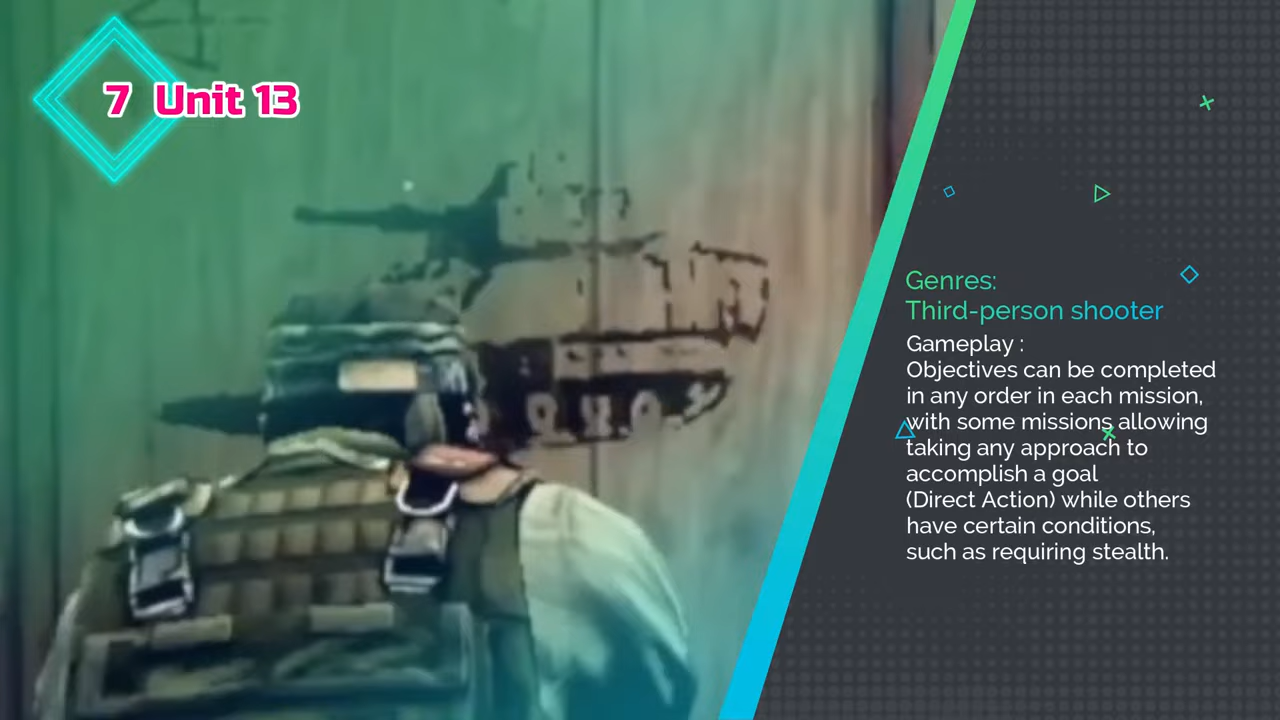 7 Unit 13
Genres:
Third-person shooter
Gameplay :
Objectives can be completed
in any order in each mission,
with some missions allowing
taking any approach to
accomplish a goal
(Direct Action) while others
have certain conditions,
such as requiring stealth.